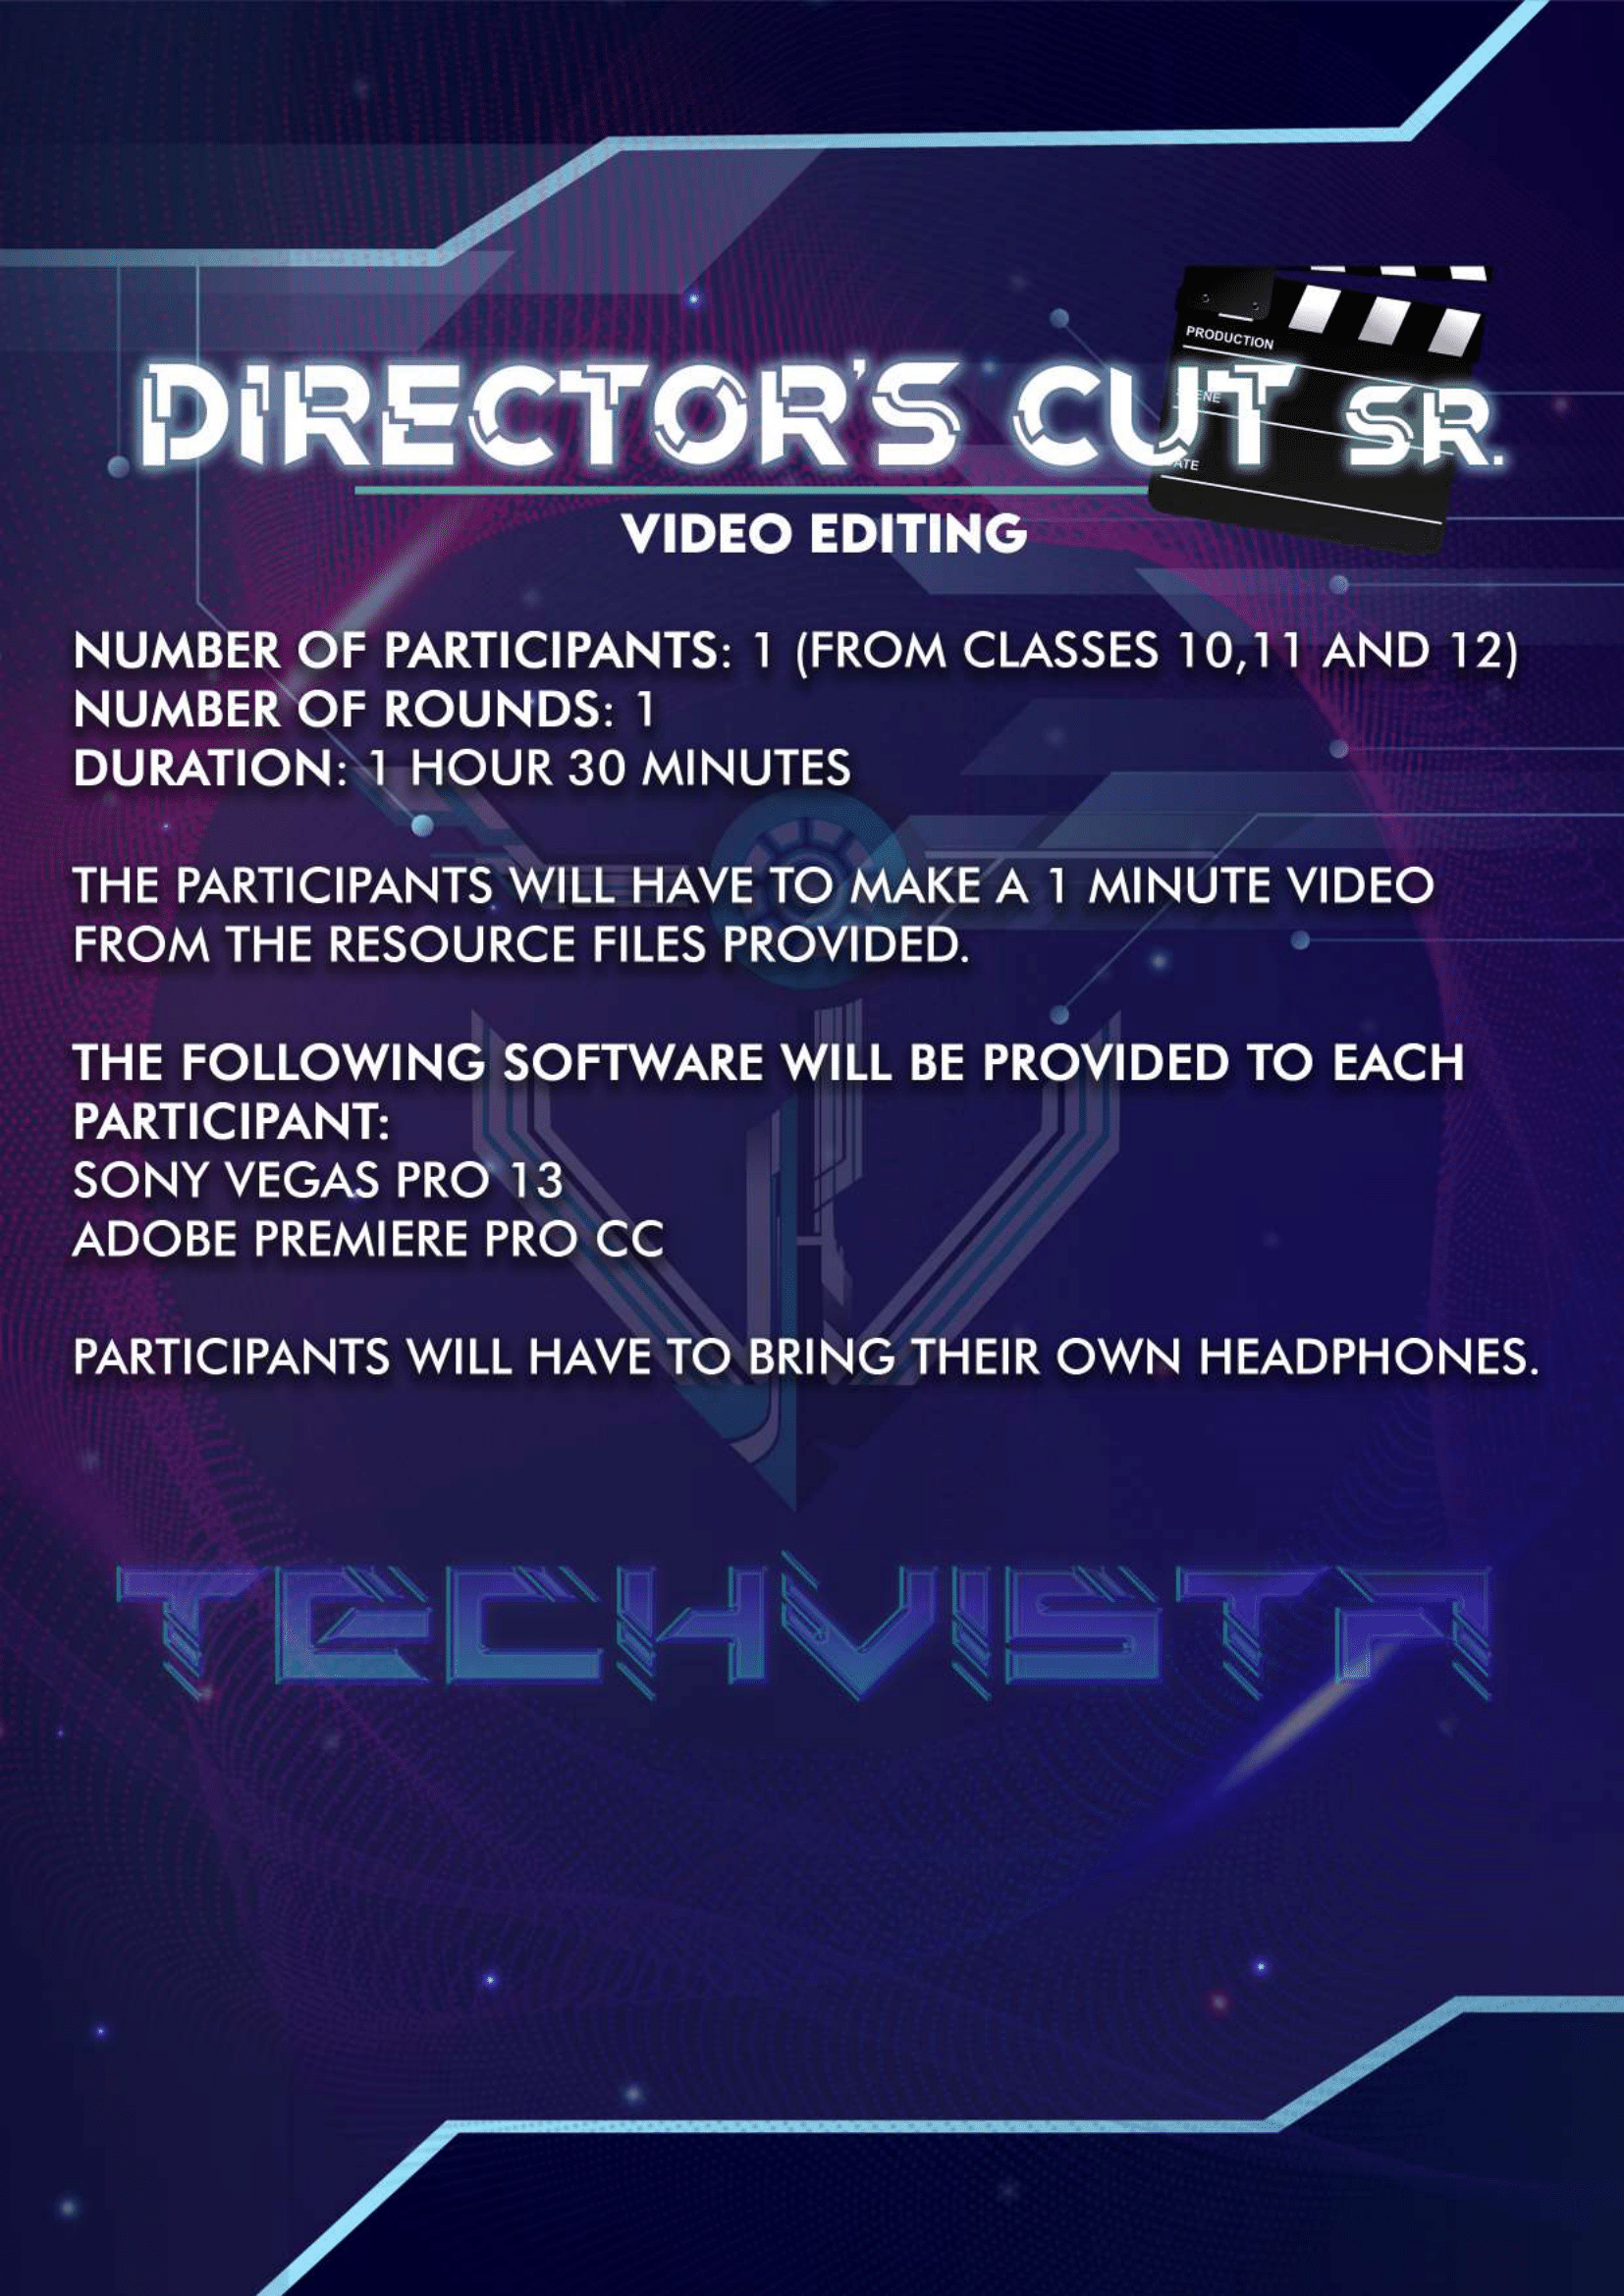 PRODUCTION
DIRECTOR'S CUT SR.
VIDEO EDITING
NUMBER OF PARTICIPANTS: 1 (FROM CLASSES 10,11 AND 12)
NUMBER OF ROUNDS: 1
DURATION: 1 HOUR 30 MINUTES
THE PARTICIPANTS WILL HAVE TO MAKE A 1 MINUTE VIDEO
FROM THE RESOURCE FILES PROVIDED.
THE FOLLOWING SOFTWARE WILL BE PROVIDED TO EACH
PARTICIPANT:
SONY VEGAS PRO 13
ADOBE PREMIERE PRO CC
PARTICIPANTS WILL HAVE TO BRING THEIR OWN HEADPHONES.
TECHVISTA